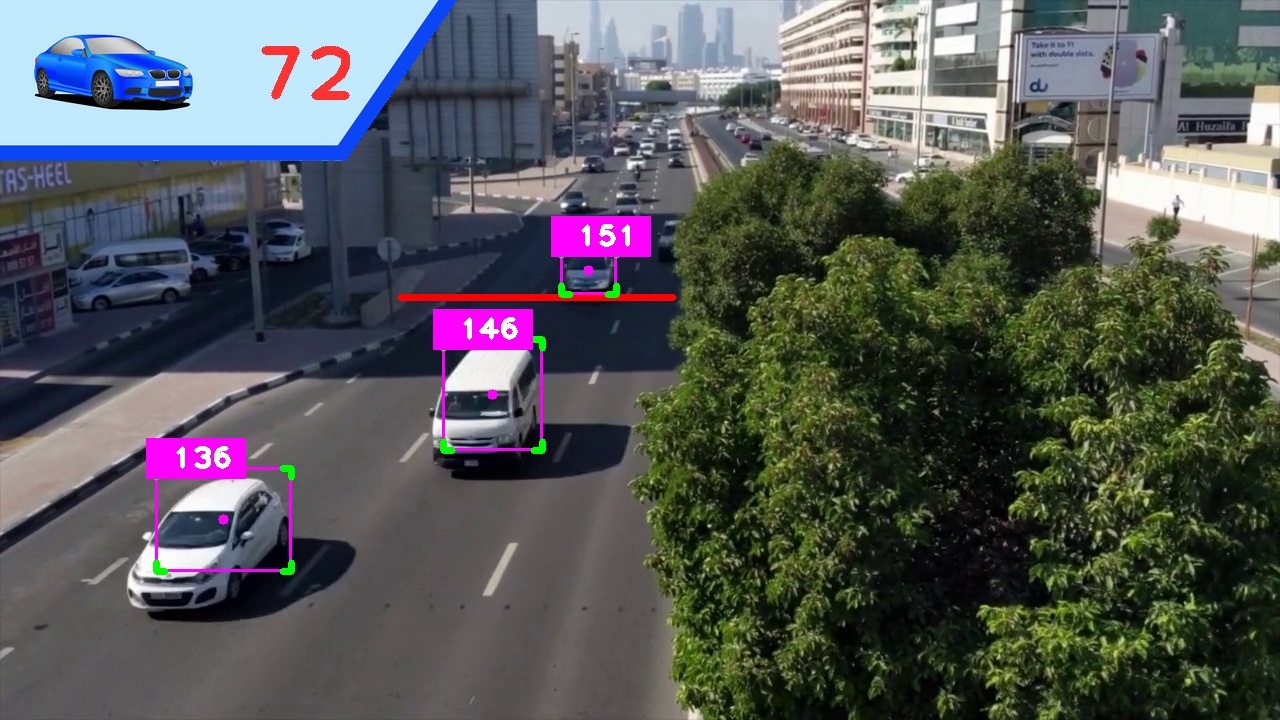 72
TAS-HEEL
Take it to 11
with double data.
du
Al Huzaifa
151
146
136